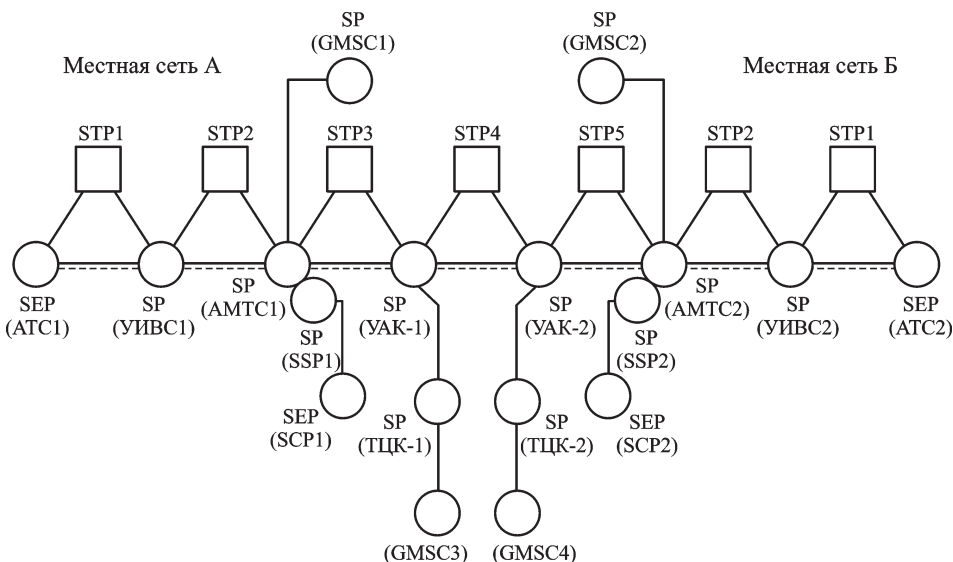 SP
(GMSC1)
SP
(GMSC2)
Местная сеть А
Местная сеть Б
STP1
STP2
STP3
STP4
STP5
STP2
STP1
SEP
(АТС1)
SP
(УИВС1)
SP
(АМТС1)
SP
(УАК-1)
SP
(УАК-2)
SP
(АМТС2)
SP
(УИВС2)
SEP
(АТС2)
SP
(SSP1)
SP
(SSP2)
SEP
(SCP1)
SP
(ТЦК-1)
SP
(ТЦК-2)
SEP
(SCP2)
(GMSC3)
(GMSC4)